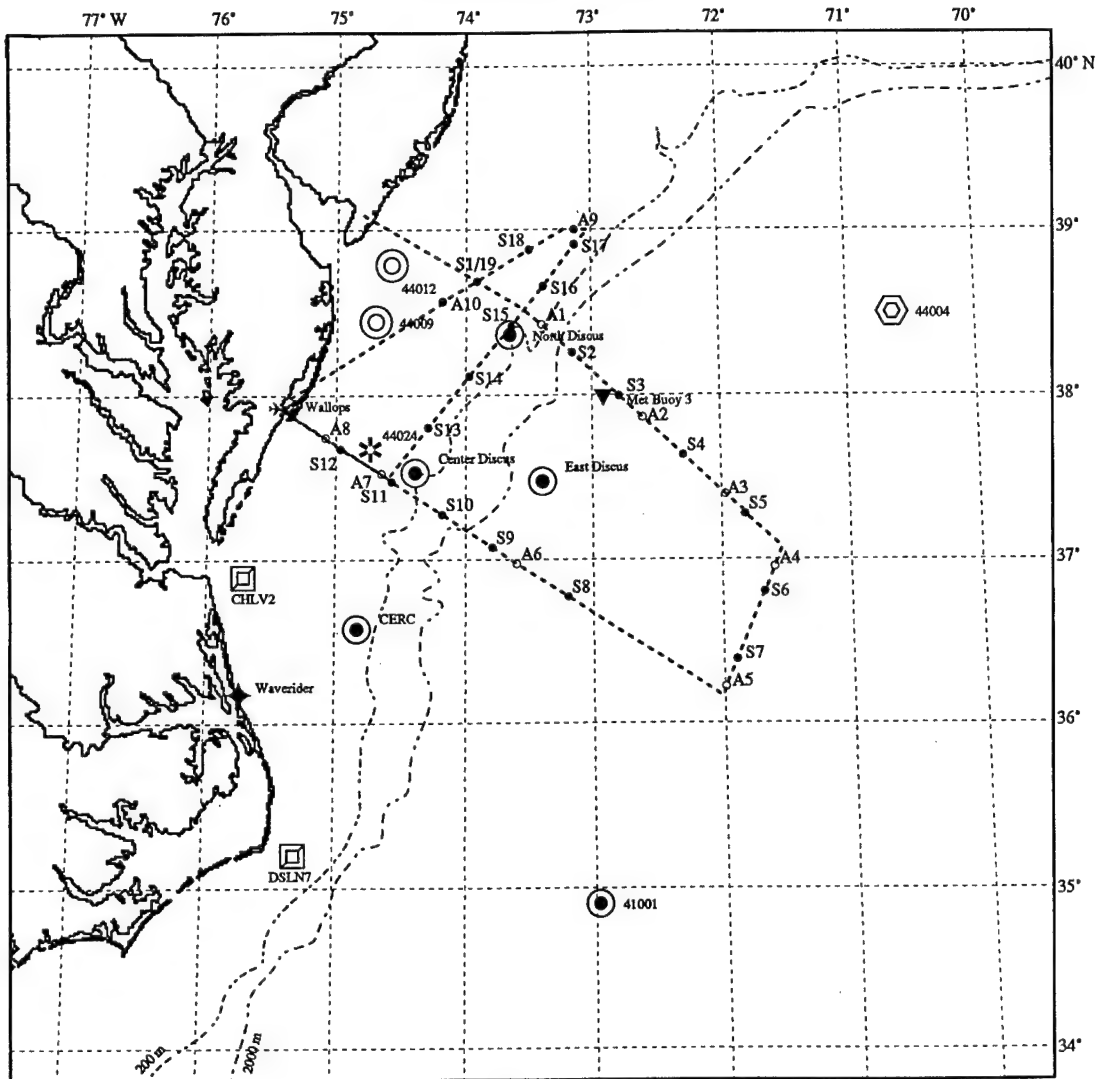 77° W 76° 75° 74° 73° 72° 71° 70°
40° N
A9
39°
S18
S17
S1/19
44012
S16
A10
44009
S15
A1
44004
North Discus
S2
S14
S3
38°
Wallops
Met Buoy 3
A2
A8
44024
S13
S4
S12
Center Discus
East Discus
A7
S11
A3
S10
S5
S9
A6
A4
37°
S8
S6
CHLV2
CERC
S7
Waverider
A5
36°
DSLN7
35°
41001
200 m
2000 m
34°